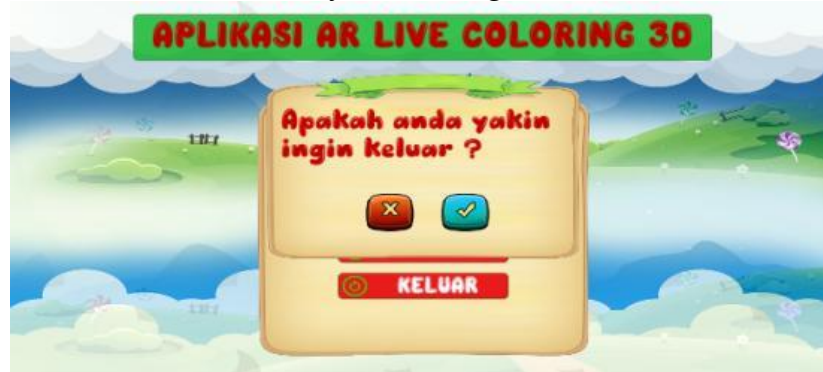 APLIKASI AR LIVE COLORING 3D
Apakah anda yakin
ingin keluar ?
KELUAR